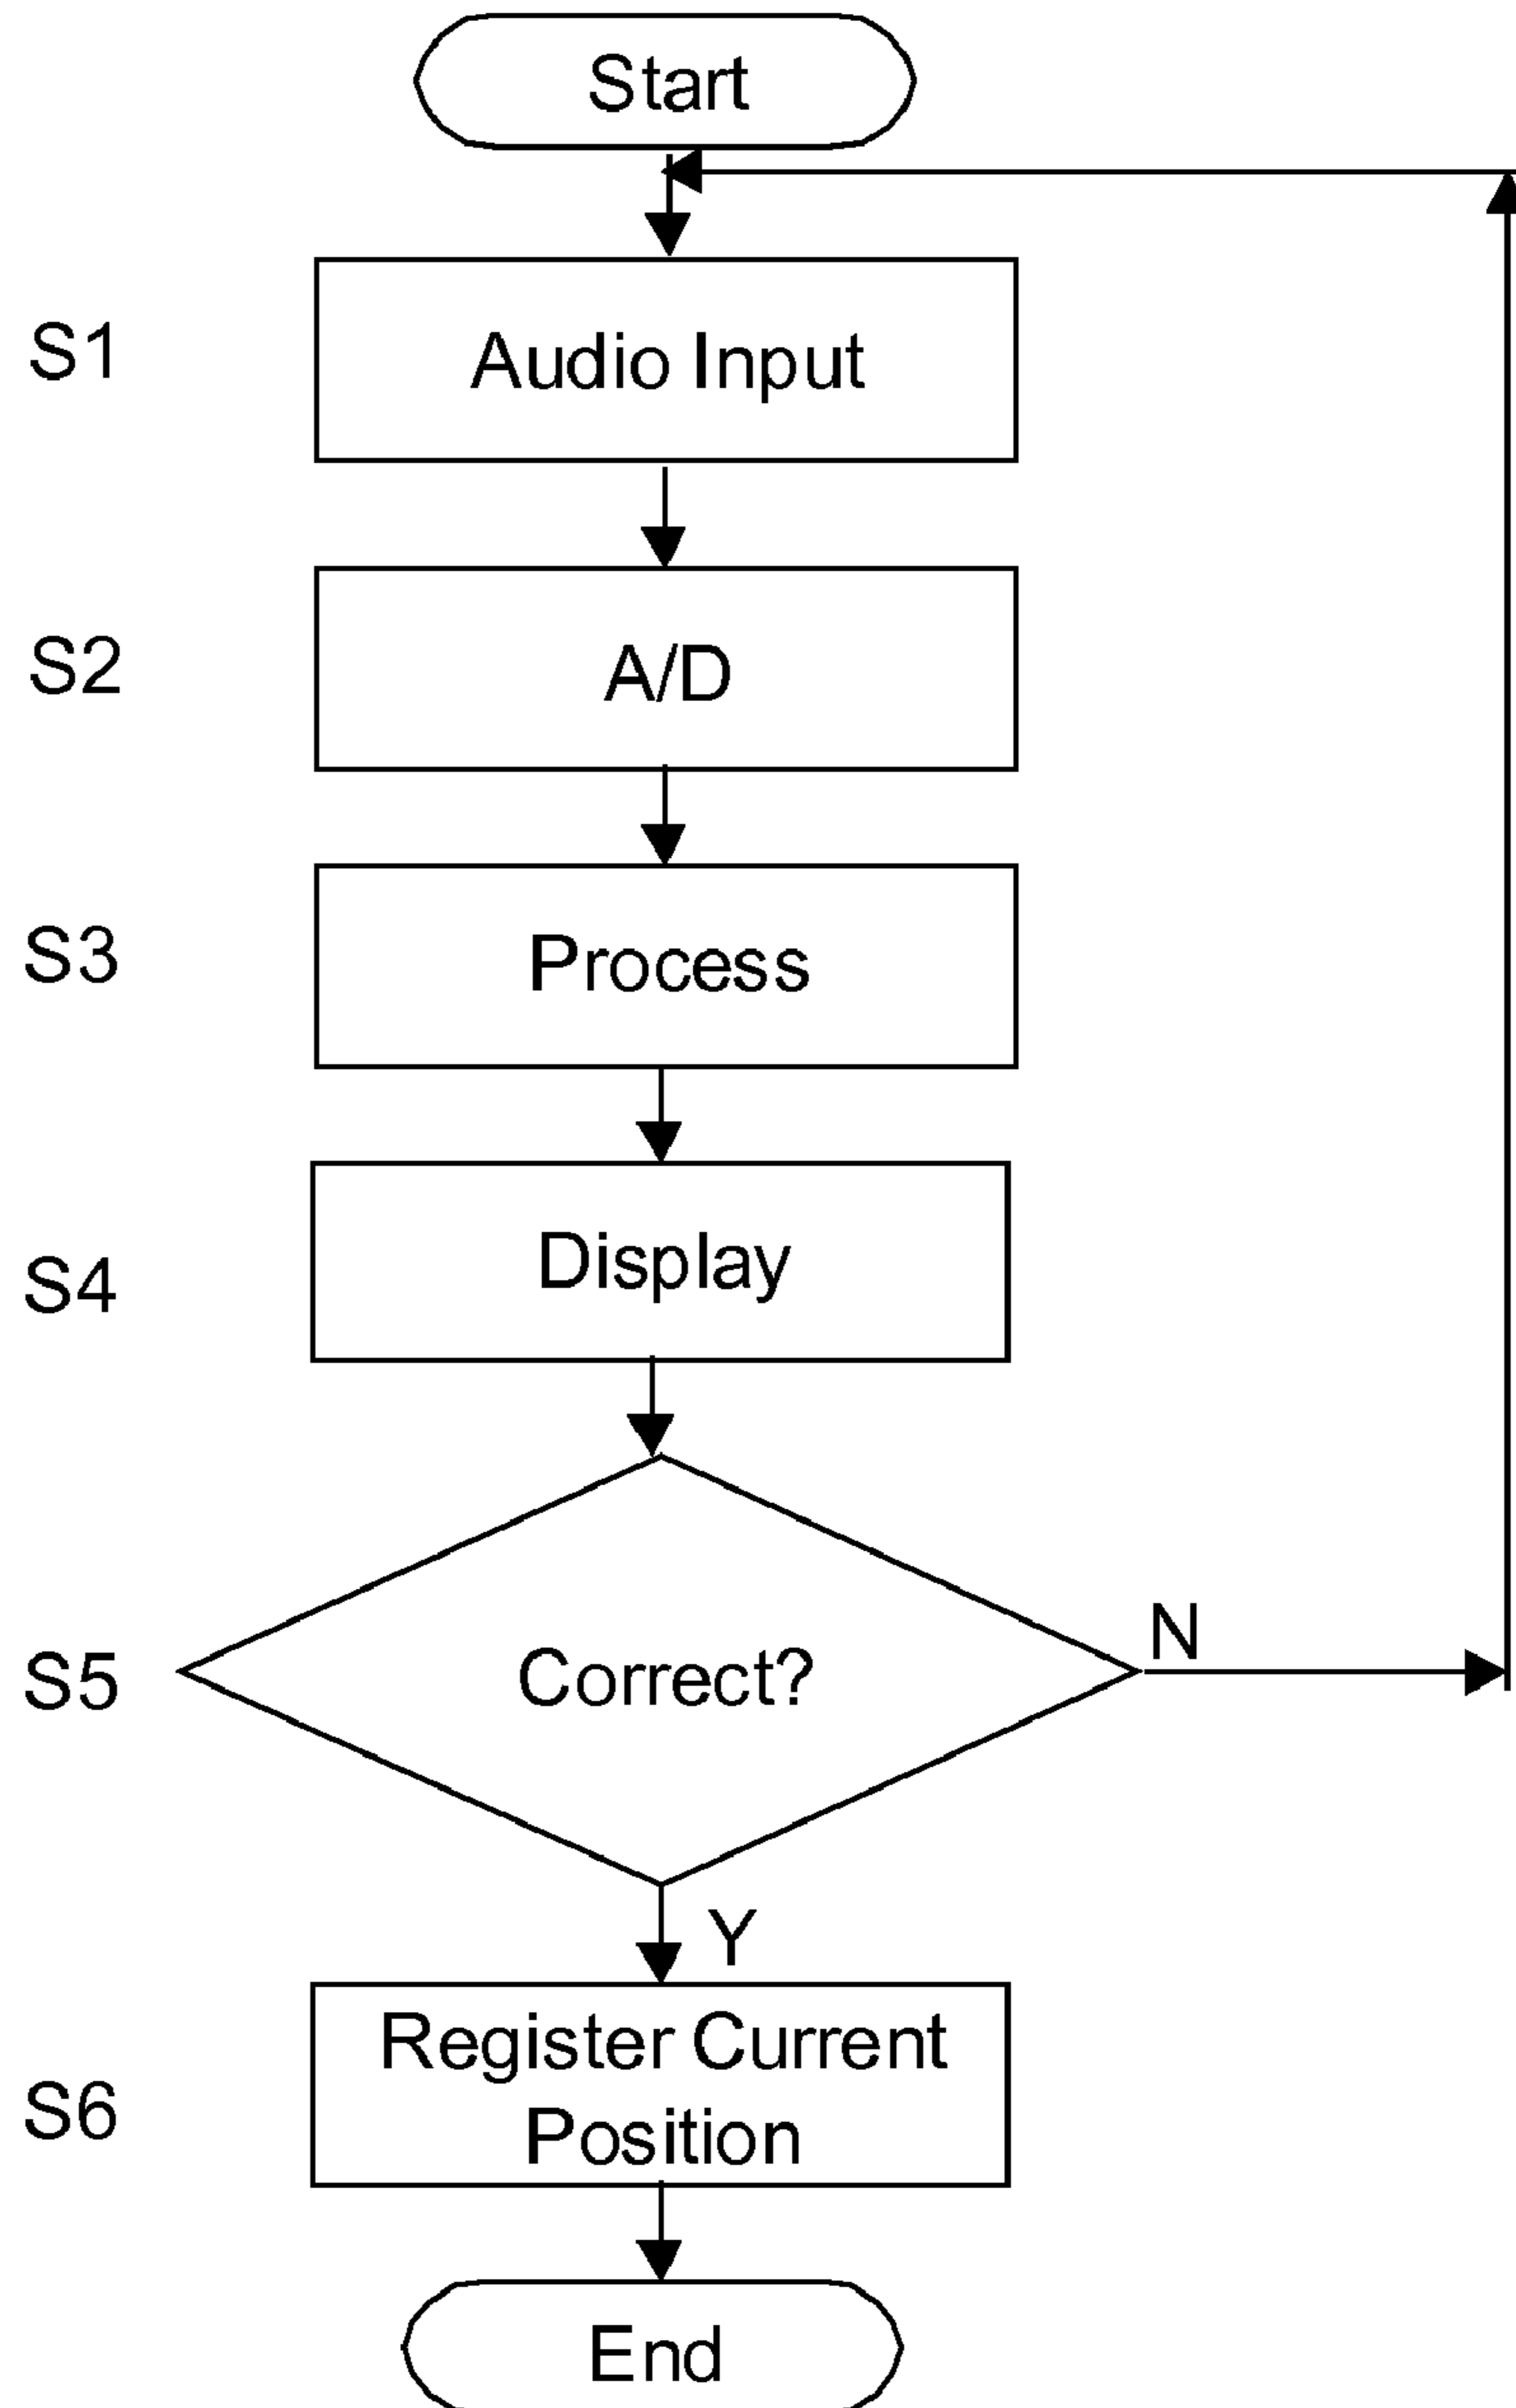 Start
S1
Audio Input
S2
A/D
S3
Process
S4
Display
S5
Correct?
N
Y
S6
Register Current
Position
End